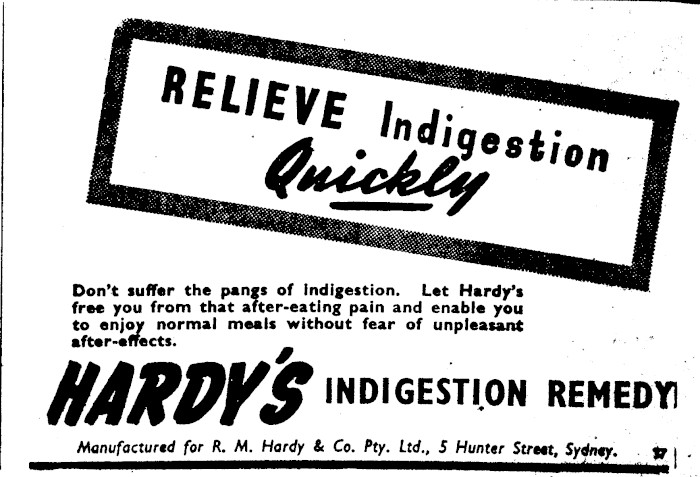 RELIEVE Indigestion
Quickly
Don't suffer the pangs of indigestion. Let Hardy's
free you from that after-eating pain and enable you
to enjoy normal meals without fear of unpleasant
after-effects.
HARDY'S INDIGESTION REMEDY
Manufactured for R. M. Hardy & Co. Pty. Ltd., 5 Hunter Street, Sydney.